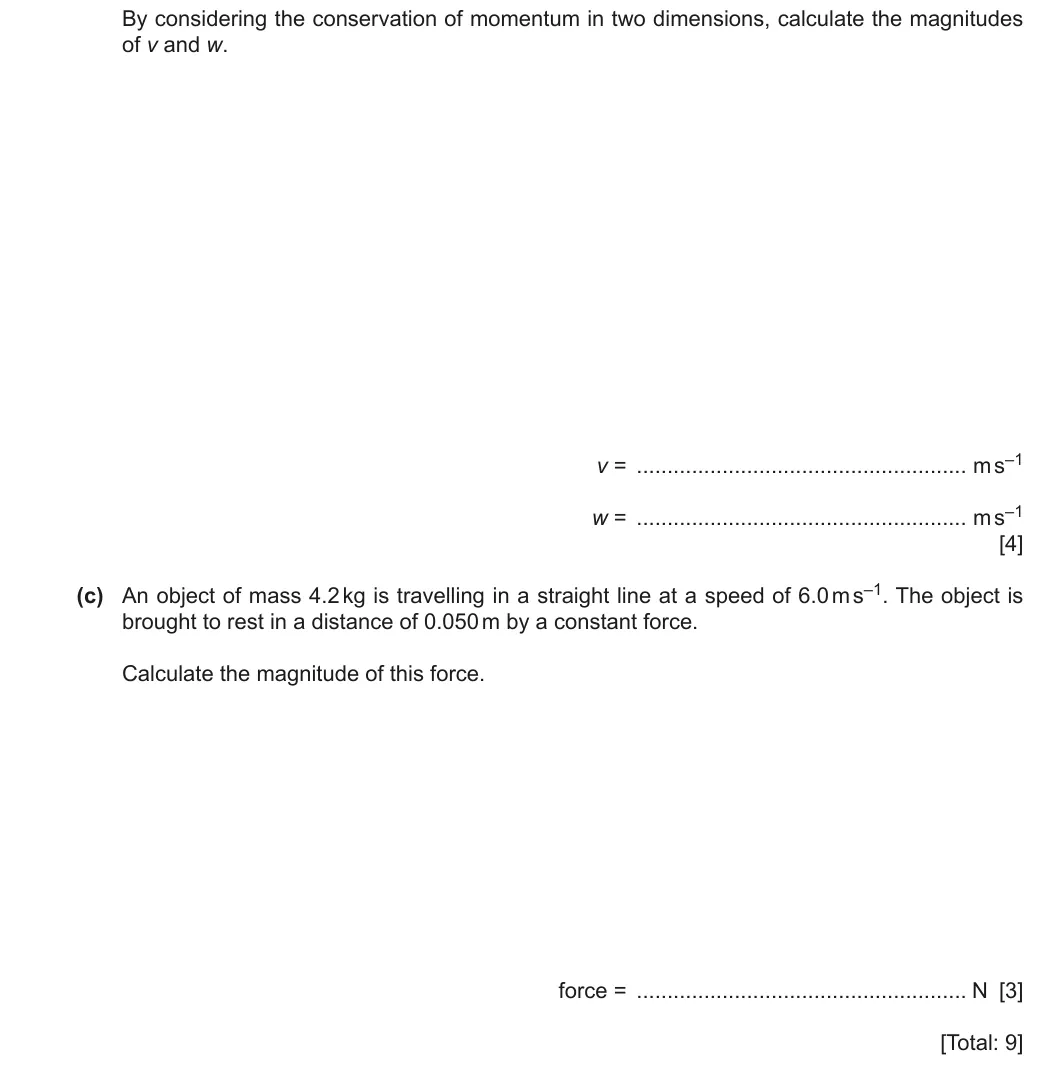 By considering the conservation of momentum in two dimensions, calculate the magnitudes
of v and w.
v = ...................................................... m s⁻¹
w = ...................................................... m s⁻¹
[4]
(c) An object of mass 4.2 kg is travelling in a straight line at a speed of 6.0 m s⁻¹. The object is
brought to rest in a distance of 0.050 m by a constant force.
Calculate the magnitude of this force.
force = ...................................................... N [3]
[Total: 9]